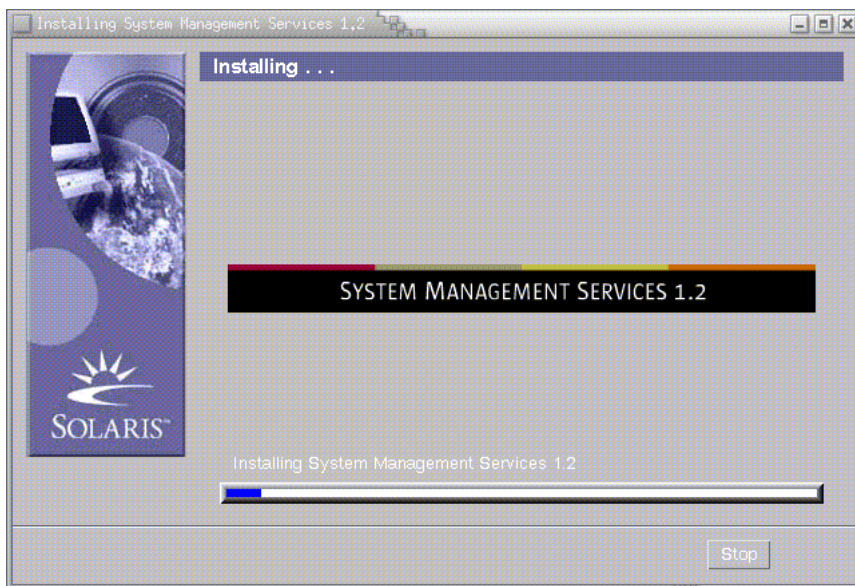 Installing System Management Services 1.2
Installing . . .
SYSTEM MANAGEMENT SERVICES 1.2
SOLARIS™
Installing System Management Services 1.2
Stop